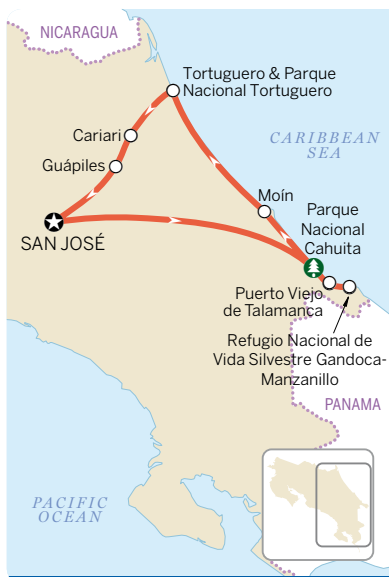 NICARAGUA
Tortuguero & Parque
Nacional Tortuguero
CARIBBEAN
SEA
Cariari
Guápiles
Moín
Parque
Nacional
Cahuita
SAN JOSÉ
Puerto Viejo
de Talamanca
Refugio Nacional de
Vida Silvestre Gandoca-
Manzanillo
PANAMA
PACIFIC
OCEAN